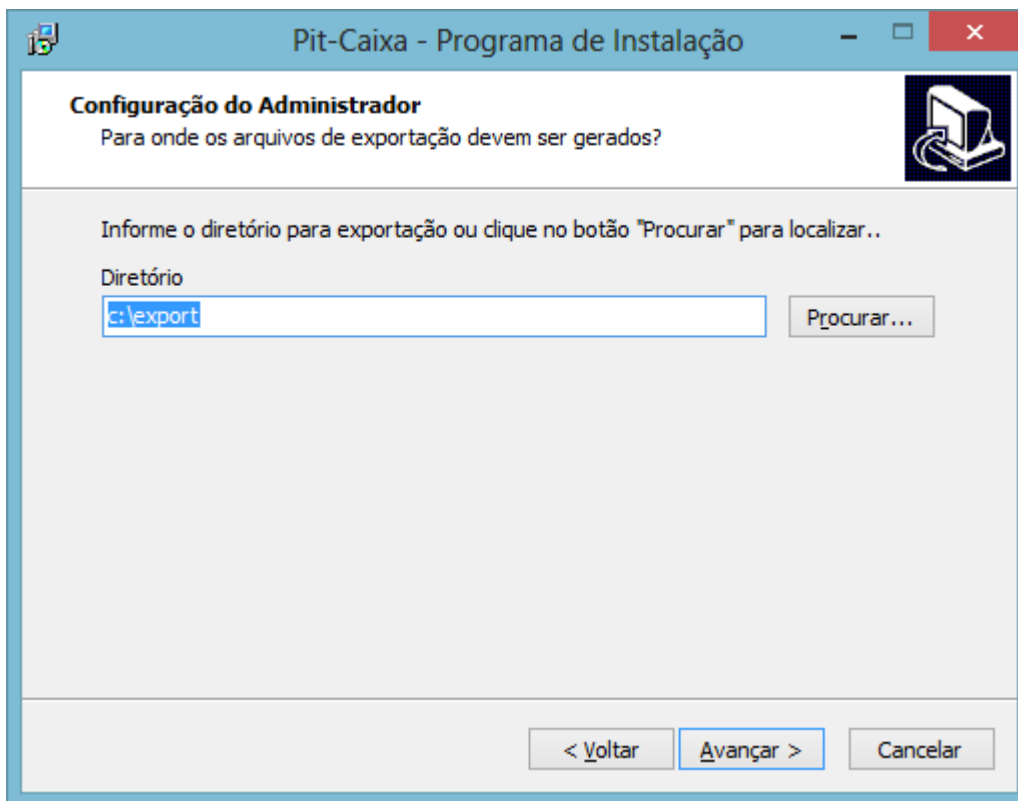 Pit-Caixa - Programa de Instalação
Configuração do Administrador
Para onde os arquivos de exportação devem ser gerados?
Informe o diretório para exportação ou clique no botão "Procurar" para localizar..
Diretório
c:\export
Procurar...
< Voltar
Avançar >
Cancelar